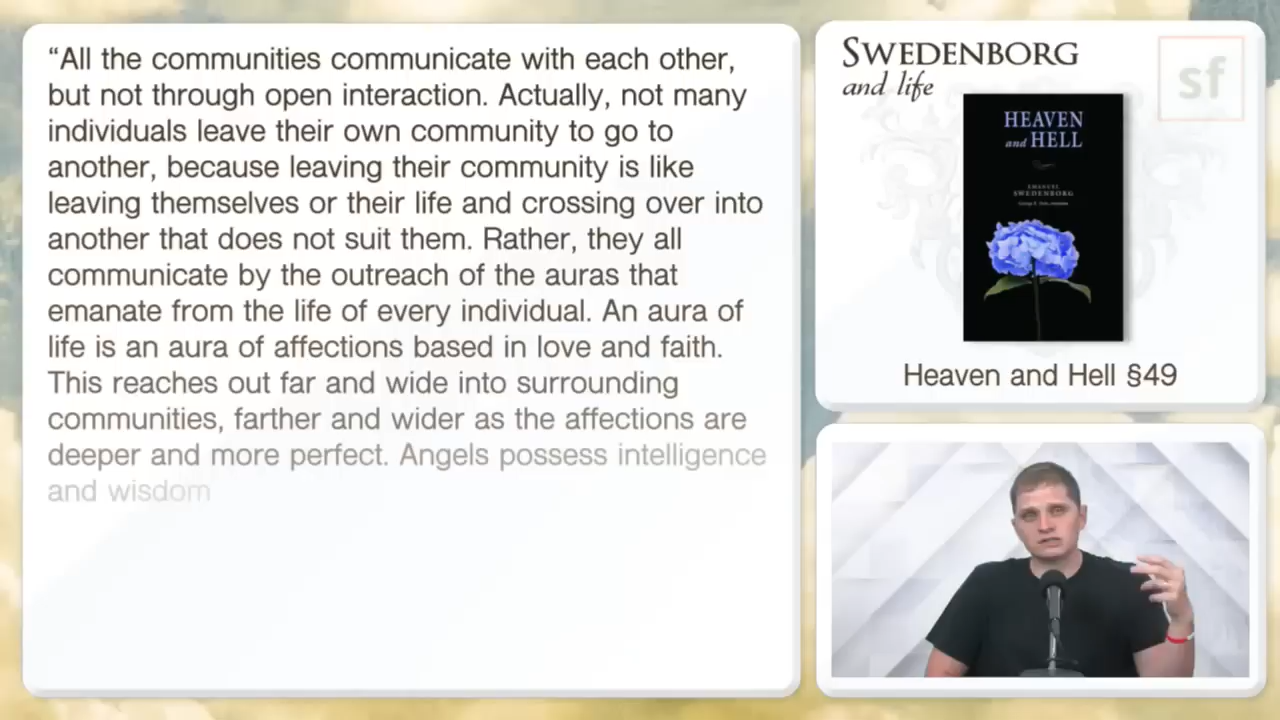 “All the communities communicate with each other,
but not through open interaction. Actually, not many
individuals leave their own community to go to
another, because leaving their community is like
leaving themselves or their life and crossing over into
another that does not suit them. Rather, they all
communicate by the outreach of the auras that
emanate from the life of every individual. An aura of
life is an aura of affections based in love and faith.
This reaches out far and wide into surrounding
communities, farther and wider as the affections are
deeper and more perfect. Angels possess intelligence
and wisdom
SWEDENBORG
and life
sf
HEAVEN
and HELL
EMANUEL
SWEDENBORG
Heaven and Hell §49